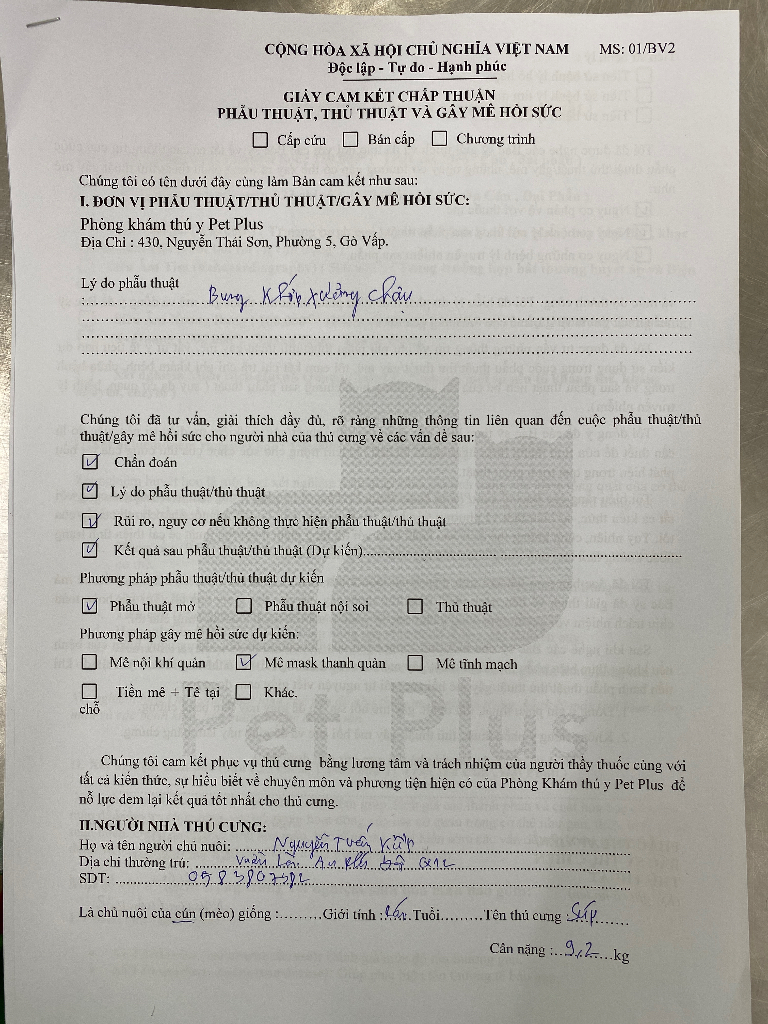 CỘNG HÒA XÃ HỘI CHỦ NGHĨA VIỆT NAM MS: 01/BV2
Độc lập - Tự do - Hạnh phúc
GIẤY CAM KẾT CHẤP THUẬN
PHẪU THUẬT, THỦ THUẬT VÀ GÂY MÊ HỒI SỨC
Cấp cứu Bán cấp Chương trình
Chúng tôi có tên dưới đây cùng làm Bản cam kết như sau:
I. ĐƠN VỊ PHẪU THUẬT/THỦ THUẬT/GÂY MÊ HỒI SỨC:
Phòng khám thú y Pet Plus
Địa Chỉ : 430, Nguyễn Thái Sơn, Phường 5, Gò Vấp.
Lý do phẫu thuật
: Bung khớp xương chậu
Chúng tôi đã tư vấn, giải thích đầy đủ, rõ ràng những thông tin liên quan đến cuộc phẫu thuật/thủ
thuật/gây mê hồi sức cho người nhà của thú cưng về các vấn đề sau:
Chẩn đoán
Lý do phẫu thuật/thủ thuật
Rủi ro, nguy cơ nếu không thực hiện phẫu thuật/thủ thuật
Kết quả sau phẫu thuật/thủ thuật (Dự kiến)
Phương pháp phẫu thuật/thủ thuật dự kiến
Phẫu thuật mở Phẫu thuật nội soi Thủ thuật
Phương pháp gây mê hồi sức dự kiến:
Mê nội khí quản Mê mask thanh quản Mê tĩnh mạch
Tiền mê + Tê tại Khác.
chỗ
Pet Plus
Chúng tôi cam kết phục vụ thú cưng bằng lương tâm và trách nhiệm của người thầy thuốc cùng với
tất cả kiến thức, sự hiểu biết về chuyên môn và phương tiện hiện có của Phòng Khám thú y Pet Plus để
nỗ lực đem lại kết quả tốt nhất cho thú cưng.
II.NGƯỜI NHÀ THÚ CƯNG:
Họ và tên người chủ nuôi: Nguyễn Tuấn Kiệt
Địa chỉ thường trú: Vườn Lài An Phú Q12
SDT: 0583807382
Là chủ nuôi của cún (mèo) giống : Giới tính : Tuổi Tên thú cưng :
Cân nặng : 9,2 kg